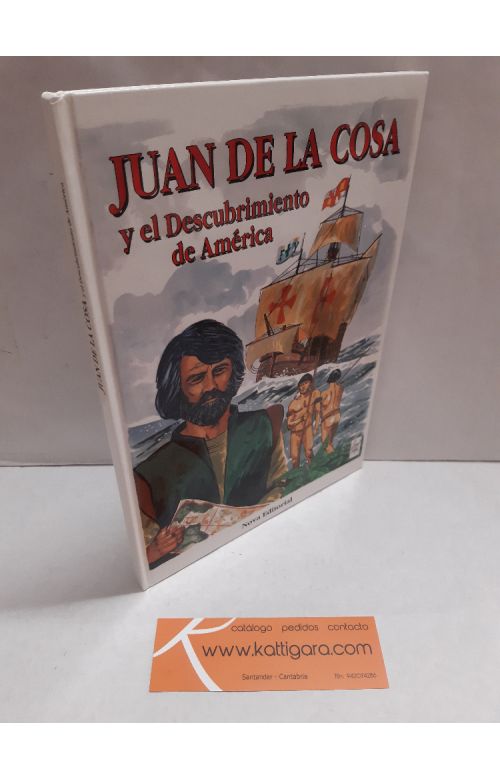 JUAN DE LA COSA
y el Descubrimiento
de América
JUAN DE LA COSA
Nova Editorial
catálogo pedidos contacto
www.kattigara.com
Santander - Cantabria